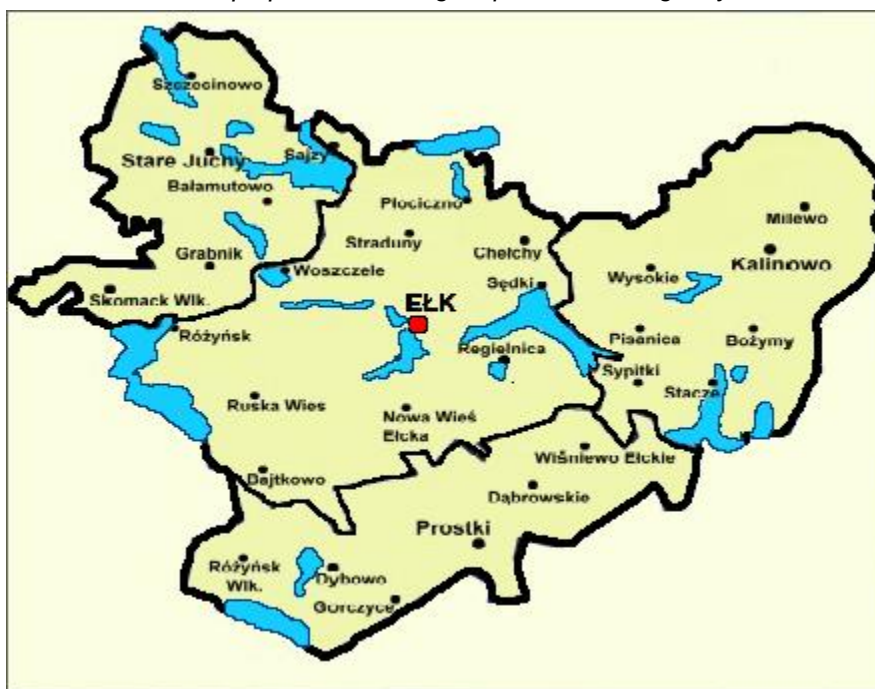 Szczecinowo
Stare Juchy
Sajzy
Bałamutowo
Płociczno
Milewo
Straduny
Chełchy
Grabnik
Kalinowo
Woszczele
Wysokie
Sędki
Skomack Wlk.
EŁK
Różyńsk
Pisanica
Bożymy
Regielnica
Sypitki
Stacze
Ruska Wies
Nowa Wieś
Ełcka
Wiśniewo Ełckie
Bajtkowo
Dąbrowskie
Prostki
Różyńsk
Wlk.
Dybowo
Gorczyce